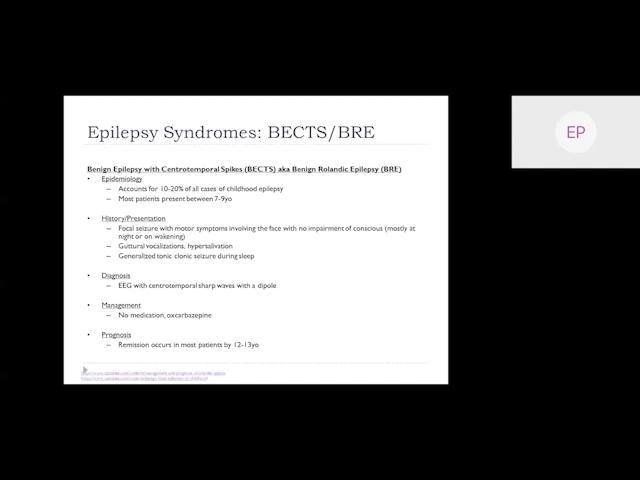 Epilepsy Syndromes: BECTS/BRE
EP
Benign Epilepsy with Centrotemporal Spikes (BECTS) aka Benign Rolandic Epilepsy (BRE)
• Epidemiology
– Accounts for 10-20% of all cases of childhood epilepsy
– Most patients present between 7-9yo
• History/Presentation
– Focal seizure with motor symptoms involving the face with no impairment of conscious (mostly at
night or on wakening)
– Guttural vocalizations, hypersalivation
– Generalized tonic clonic seizure during sleep
• Diagnosis
– EEG with centrotemporal sharp waves with a dipole
• Management
– No medication, oxcarbazepine
• Prognosis
– Remission occurs in most patients by 12-13yo